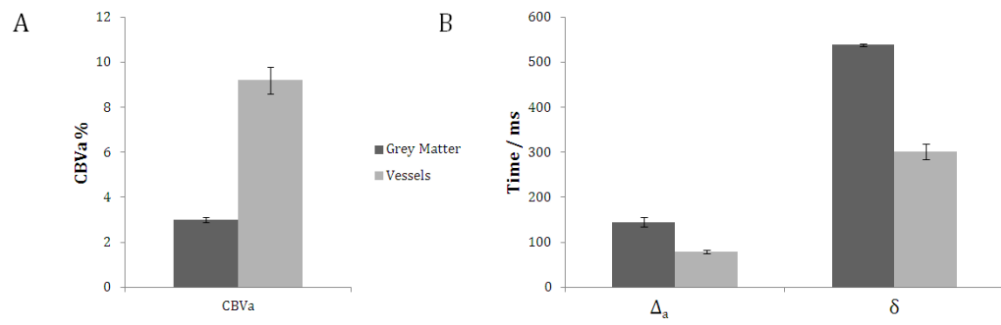 A
CBVa %
12
10
8
6
4
2
0
CBVa
Grey Matter
Vessels
B
Time / ms
600
500
400
300
200
100
0
Δₐ
δ